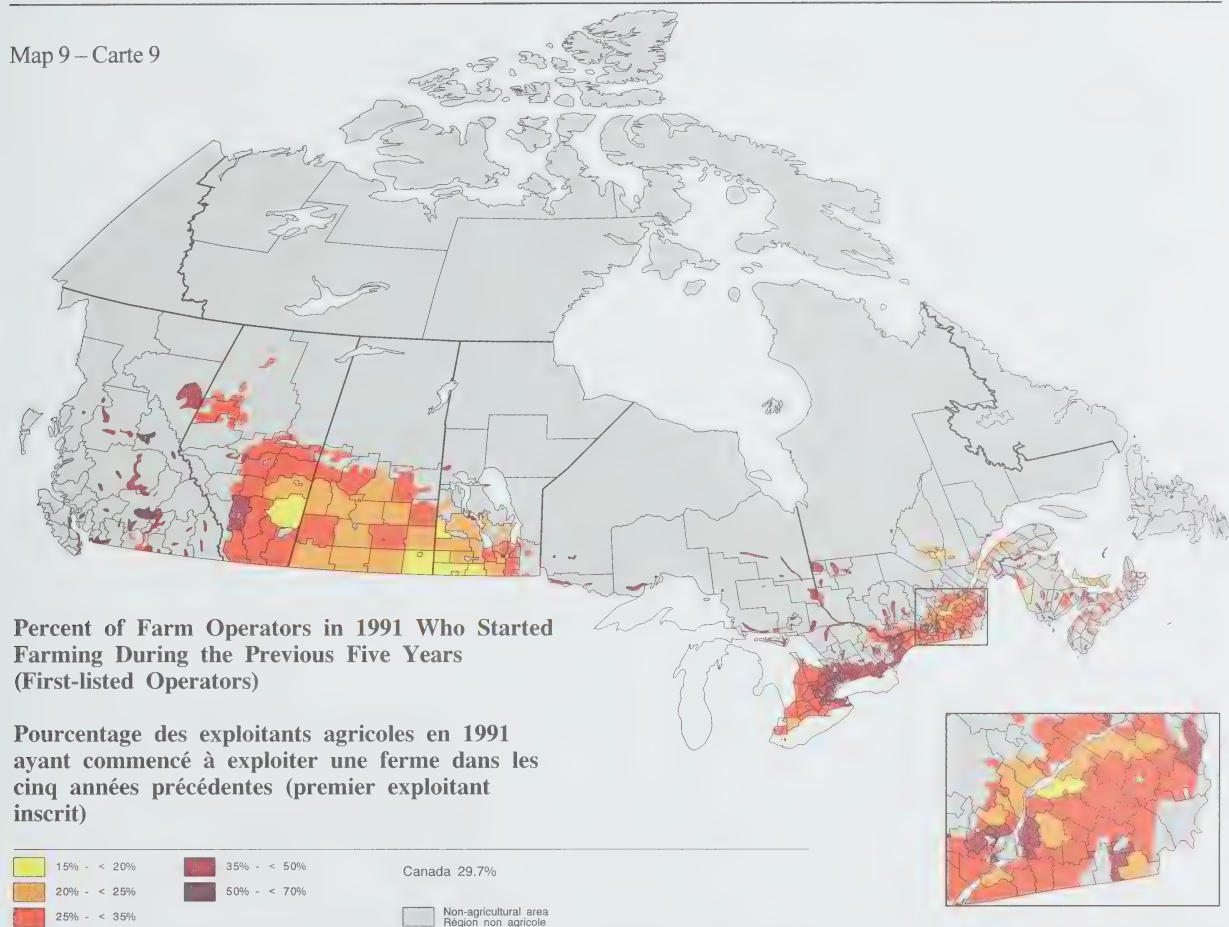 Map 9 – Carte 9
Percent of Farm Operators in 1991 Who Started
Farming During the Previous Five Years
(First-listed Operators)
Pourcentage des exploitants agricoles en 1991
ayant commencé à exploiter une ferme dans les
cinq années précédentes (premier exploitant
inscrit)
15% - < 20%
20% - < 25%
25% - < 35%
35% - < 50%
50% - < 70%
Canada 29.7%
Non-agricultural area
Région non agricole